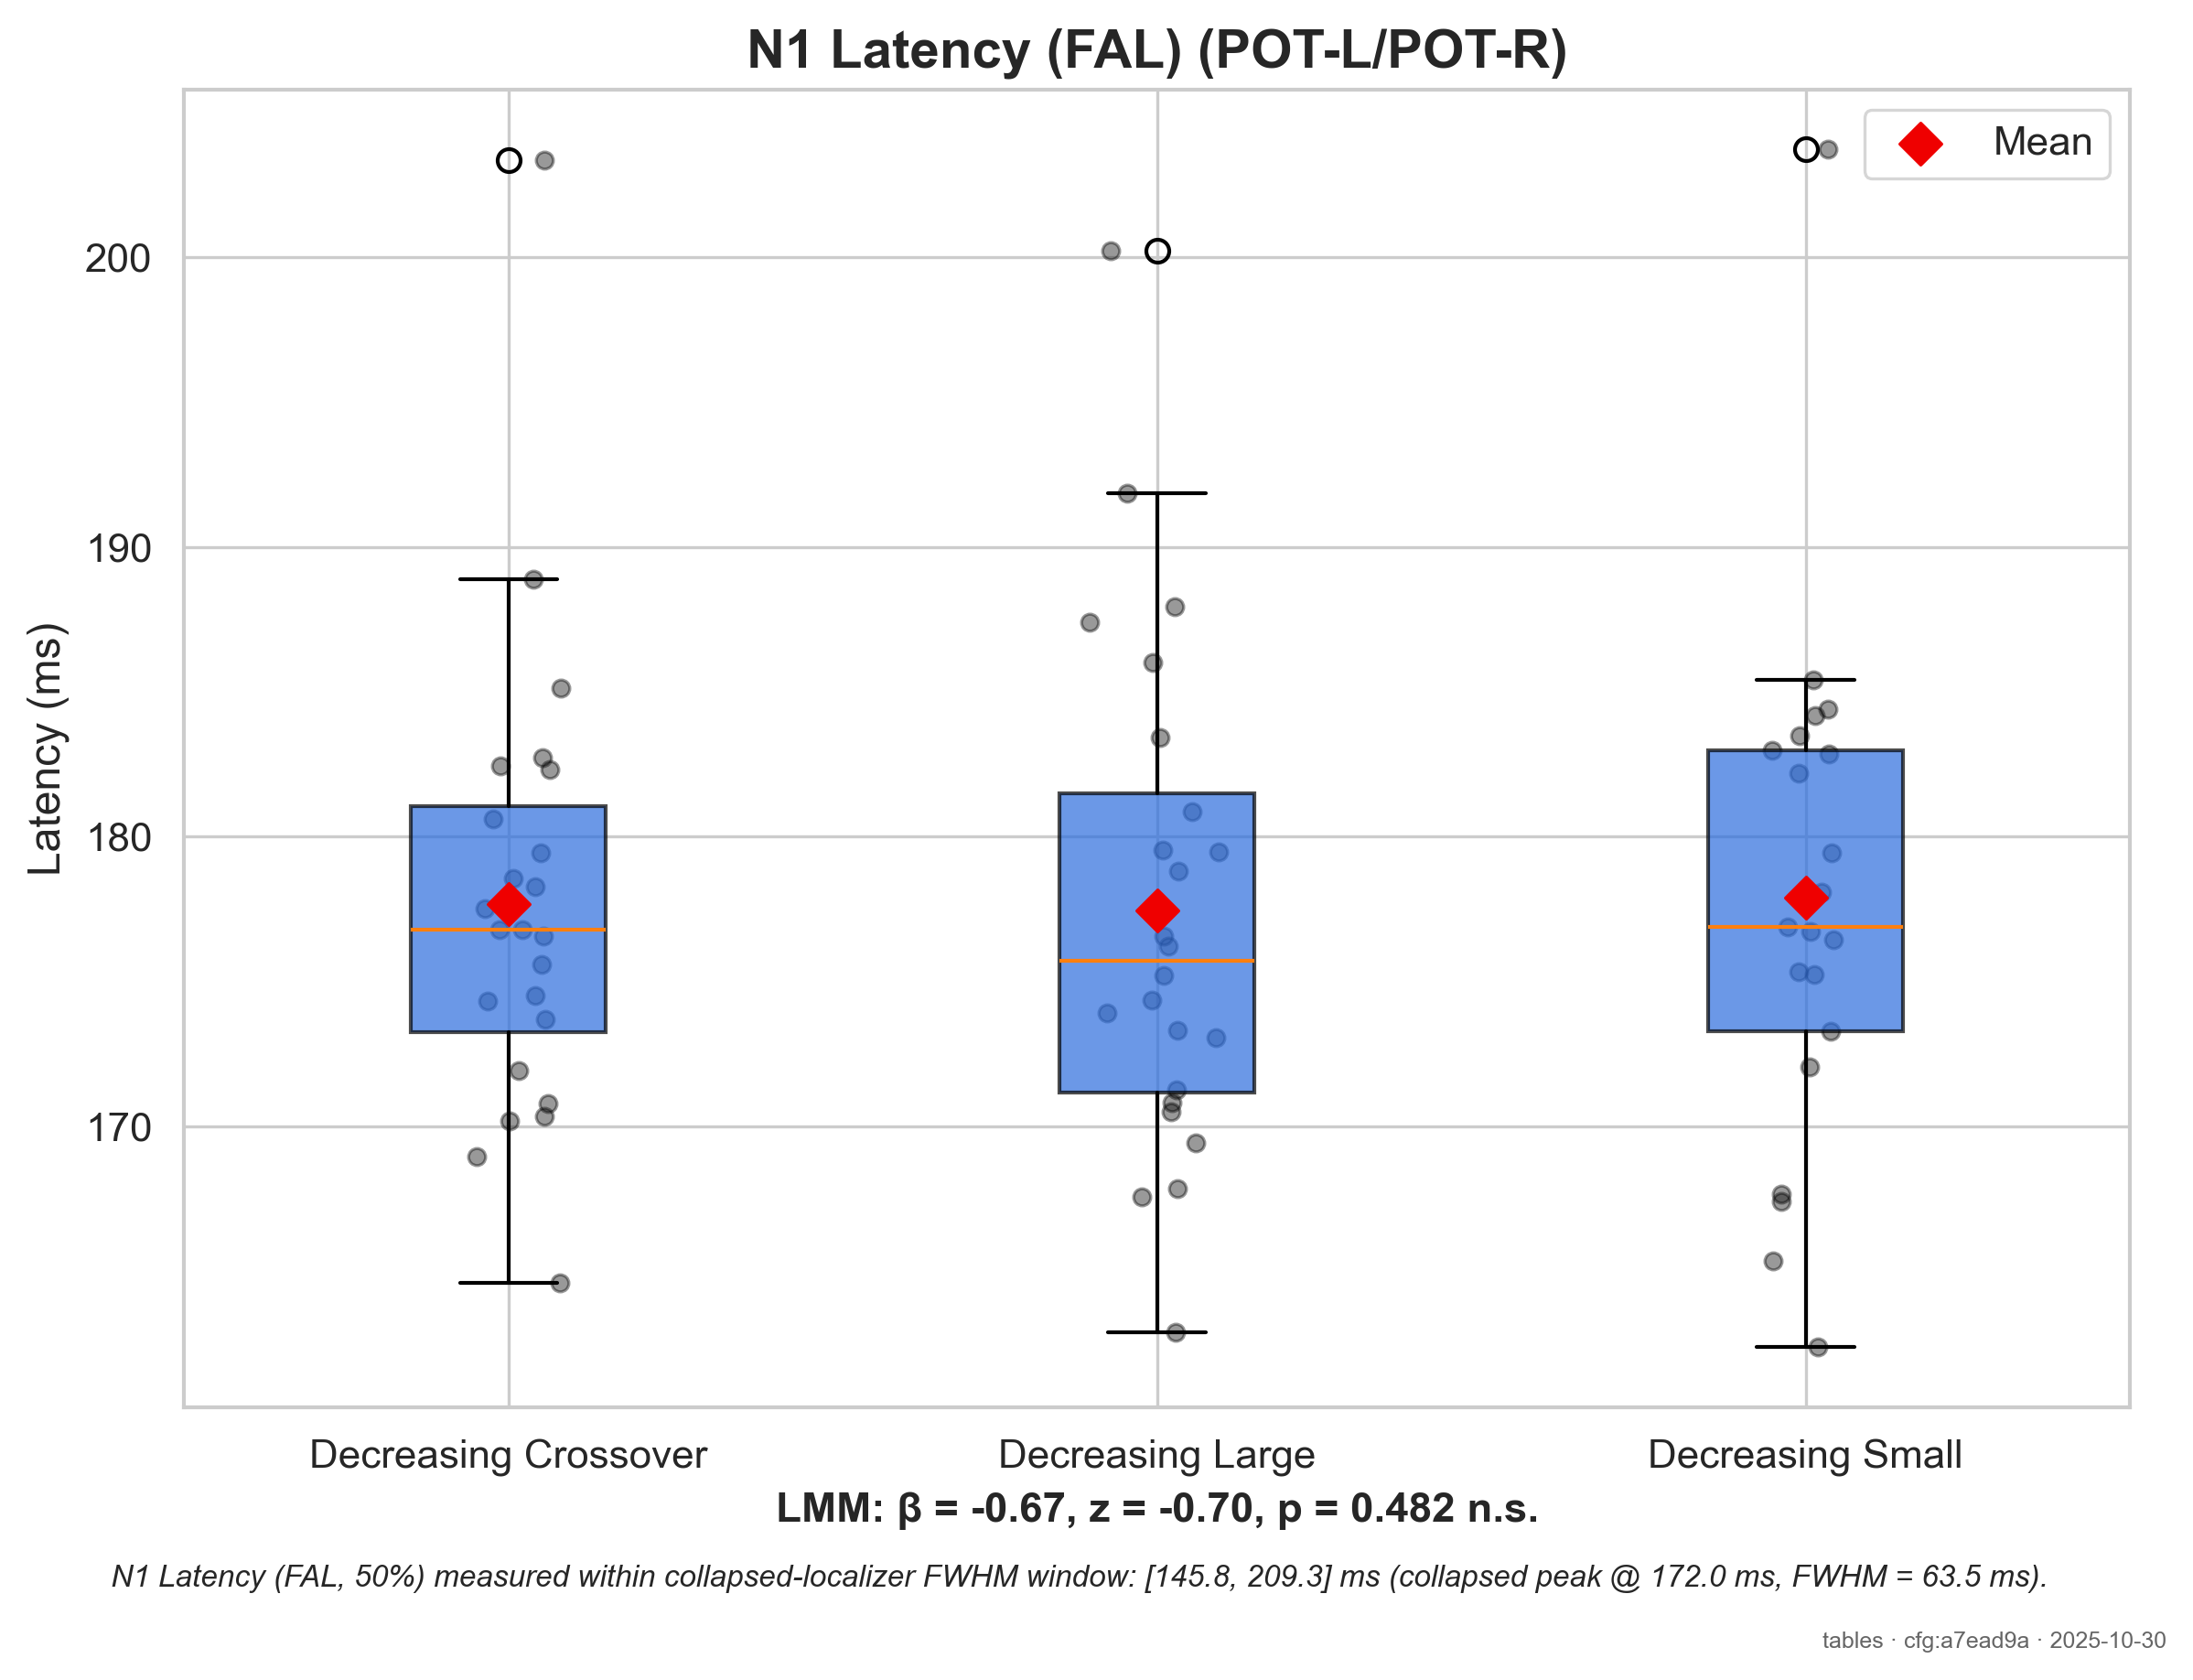 N1 Latency (FAL) (POT-L/POT-R)
Mean
Latency (ms)
200
190
180
170
Decreasing Crossover
Decreasing Large
Decreasing Small
LMM: β = -0.67, z = -0.70, p = 0.482 n.s.
N1 Latency (FAL, 50%) measured within collapsed-localizer FWHM window: [145.8, 209.3] ms (collapsed peak @ 172.0 ms, FWHM = 63.5 ms).
tables · cfg:a7ead9a · 2025-10-30